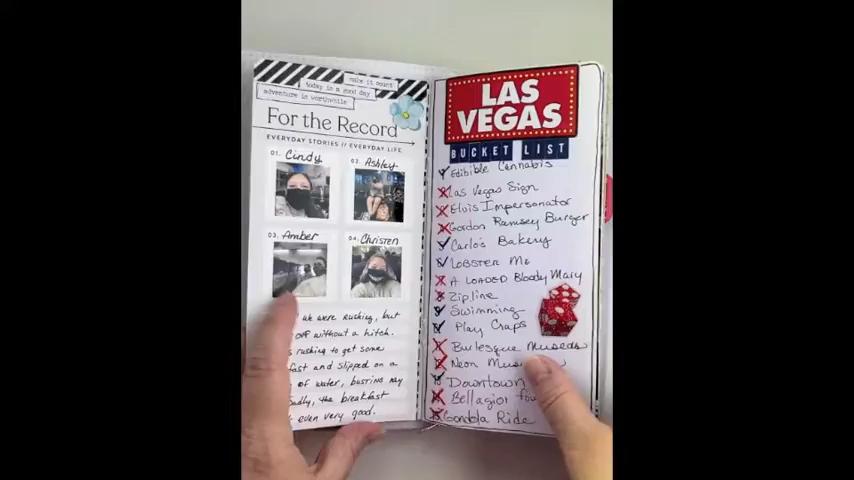 make it count
today is a good day
adventure is worthwhile
For the Record
EVERYDAY STORIES // EVERYDAY LIFE
01. Cindy
02. Ashley
03. Amber
04. Christen
we were rushing, but
off without a hitch.
rushing to get some
fast and slipped on a
of water, busting my
the breakfast
even very good.
LAS
VEGAS
BUCKET LIST
Edibible Cannabis
Las Vegas Sign
Elvis Impersonator
Gordon Ramsey Burger
Carlo's Bakery
LOBSTER ME
A LOADED Bloody Mary
Zipline
Swimming
Play Craps
Burlesque
Neon
Downtown
Bellagio
Gondola Ride